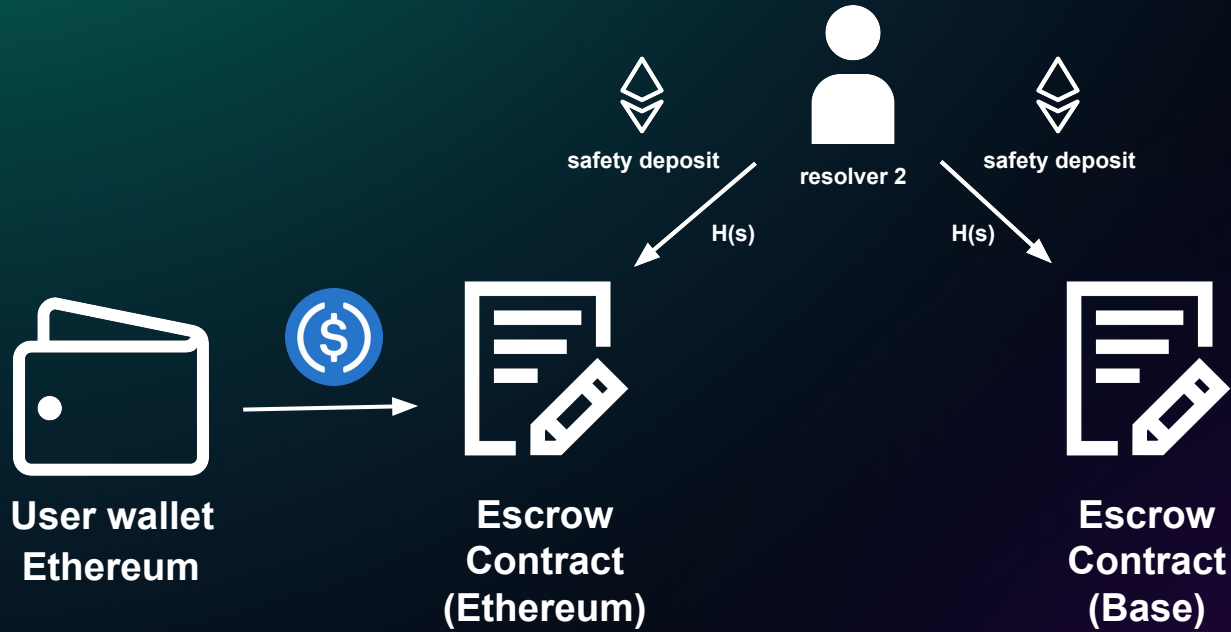 safety deposit
resolver 2
safety deposit
H(s)
H(s)
$
User wallet
Ethereum
Escrow
Contract
(Ethereum)
Escrow
Contract
(Base)